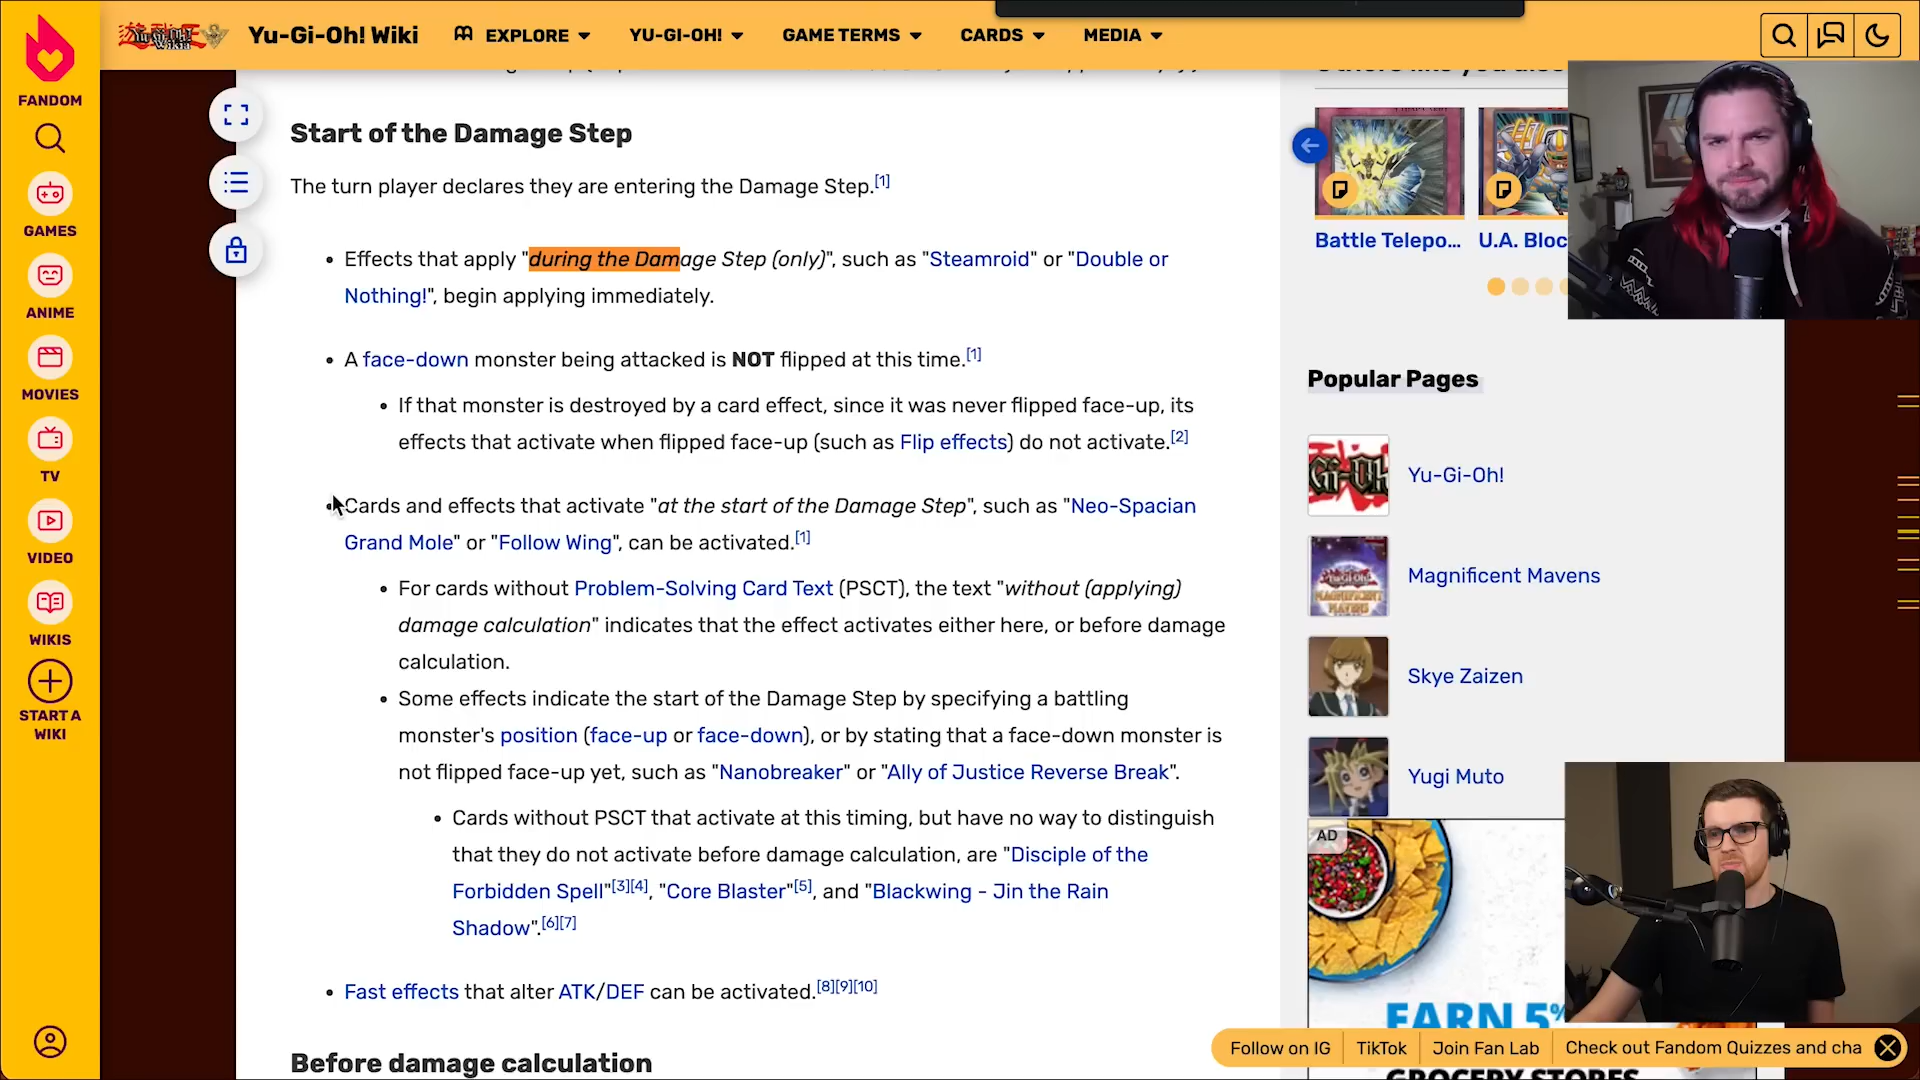 Yu-Gi-Oh! Wiki
EXPLORE
YU-GI-OH!
GAME TERMS
CARDS
MEDIA
FANDOM
GAMES
ANIME
MOVIES
TV
VIDEO
WIKIS
START A
WIKI
Start of the Damage Step
The turn player declares they are entering the Damage Step.[1]
Effects that apply "during the Damage Step (only)", such as "Steamroid" or "Double or
Nothing!", begin applying immediately.
A face-down monster being attacked is NOT flipped at this time.[1]
If that monster is destroyed by a card effect, since it was never flipped face-up, its
effects that activate when flipped face-up (such as Flip effects) do not activate.[2]
Cards and effects that activate "at the start of the Damage Step", such as "Neo-Spacian
Grand Mole" or "Follow Wing", can be activated.[1]
For cards without Problem-Solving Card Text (PSCT), the text "without (applying)
damage calculation" indicates that the effect activates either here, or before damage
calculation.
Some effects indicate the start of the Damage Step by specifying a battling
monster's position (face-up or face-down), or by stating that a face-down monster is
not flipped face-up yet, such as "Nanobreaker" or "Ally of Justice Reverse Break".
Cards without PSCT that activate at this timing, but have no way to distinguish
that they do not activate before damage calculation, are "Disciple of the
Forbidden Spell"[3][4], "Core Blaster"[5], and "Blackwing - Jin the Rain
Shadow".[6][7]
Fast effects that alter ATK/DEF can be activated.[8][9][10]
Before damage calculation
Battle Telepo...
U.A. Bloc
Popular Pages
Yu-Gi-Oh!
Magnificent Mavens
Skye Zaizen
Yugi Muto
AD
EARN 5%
GROCERY STORES
Follow on IG
TikTok
Join Fan Lab
Check out Fandom Quizzes and cha